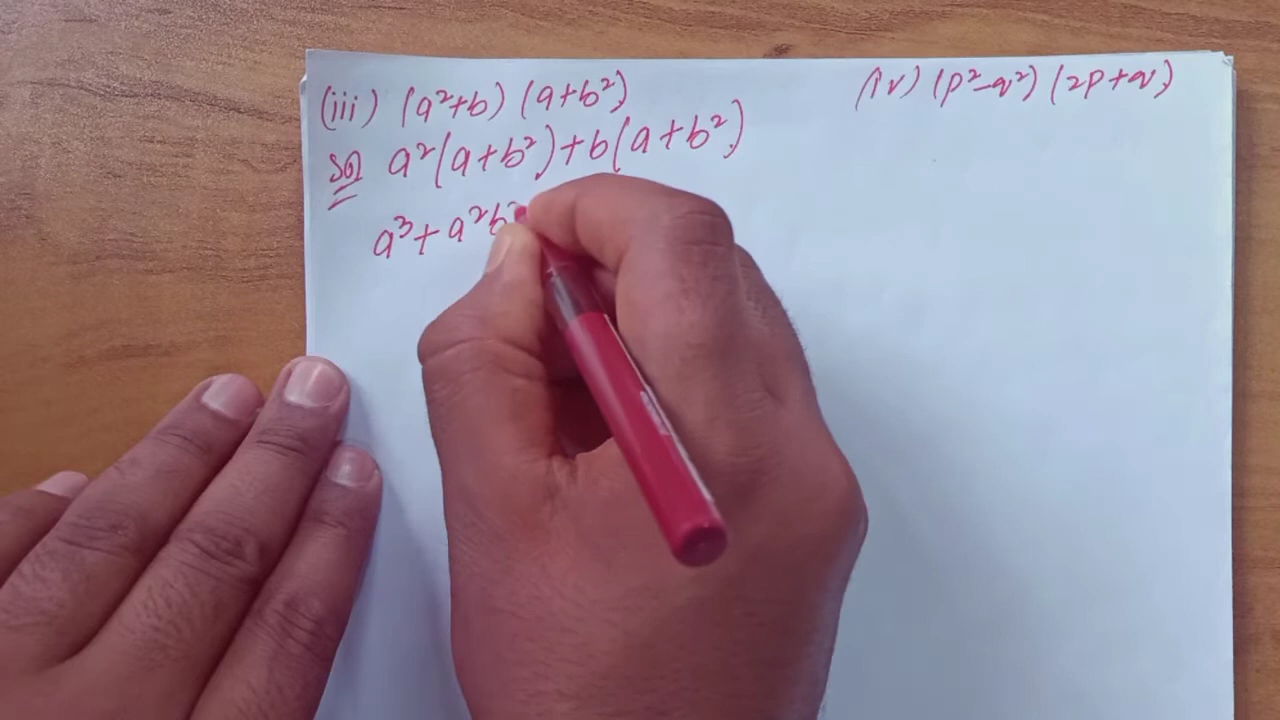 (iii) (a²+b) (a+b²)
Sol a²(a+b²)+b(a+b²)
a³+a²b²
(iv) (p²-q²) (2p+q)